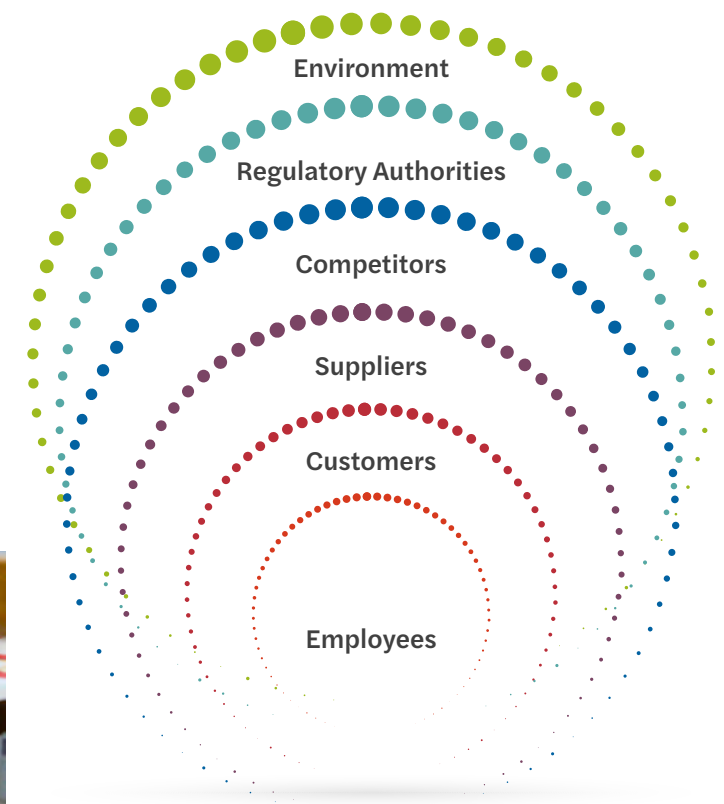 Environment
Regulatory Authorities
Competitors
Suppliers
Customers
Employees